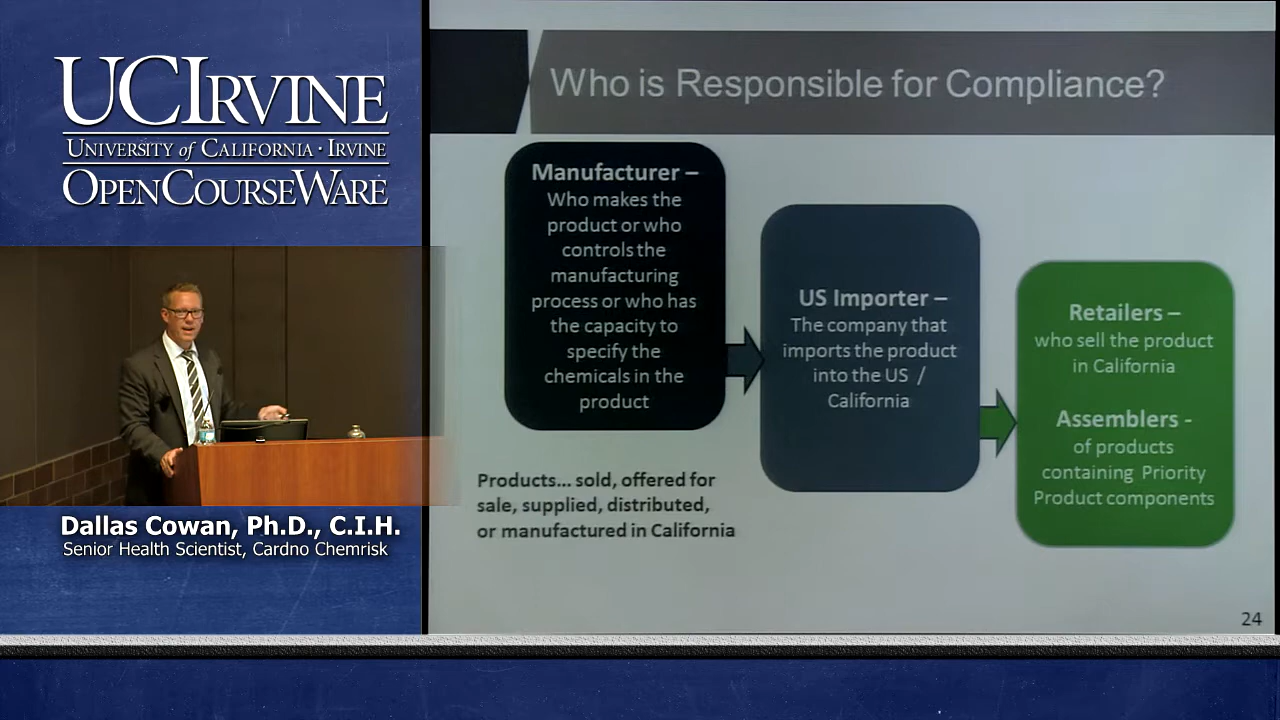 UCIRVINE
UNIVERSITY of CALIFORNIA · IRVINE
OPENCOURSEWARE
Dallas Cowan, Ph.D., C.I.H.
Senior Health Scientist, Cardno Chemrisk
Who is Responsible for Compliance?
Manufacturer –
Who makes the
product or who
controls the
manufacturing
process or who has
the capacity to
specify the
chemicals in the
product
US Importer –
The company that
imports the product
into the US /
California
Retailers –
who sell the product
in California
Assemblers -
of products
containing Priority
Product components
Products... sold, offered for
sale, supplied, distributed,
or manufactured in California
24